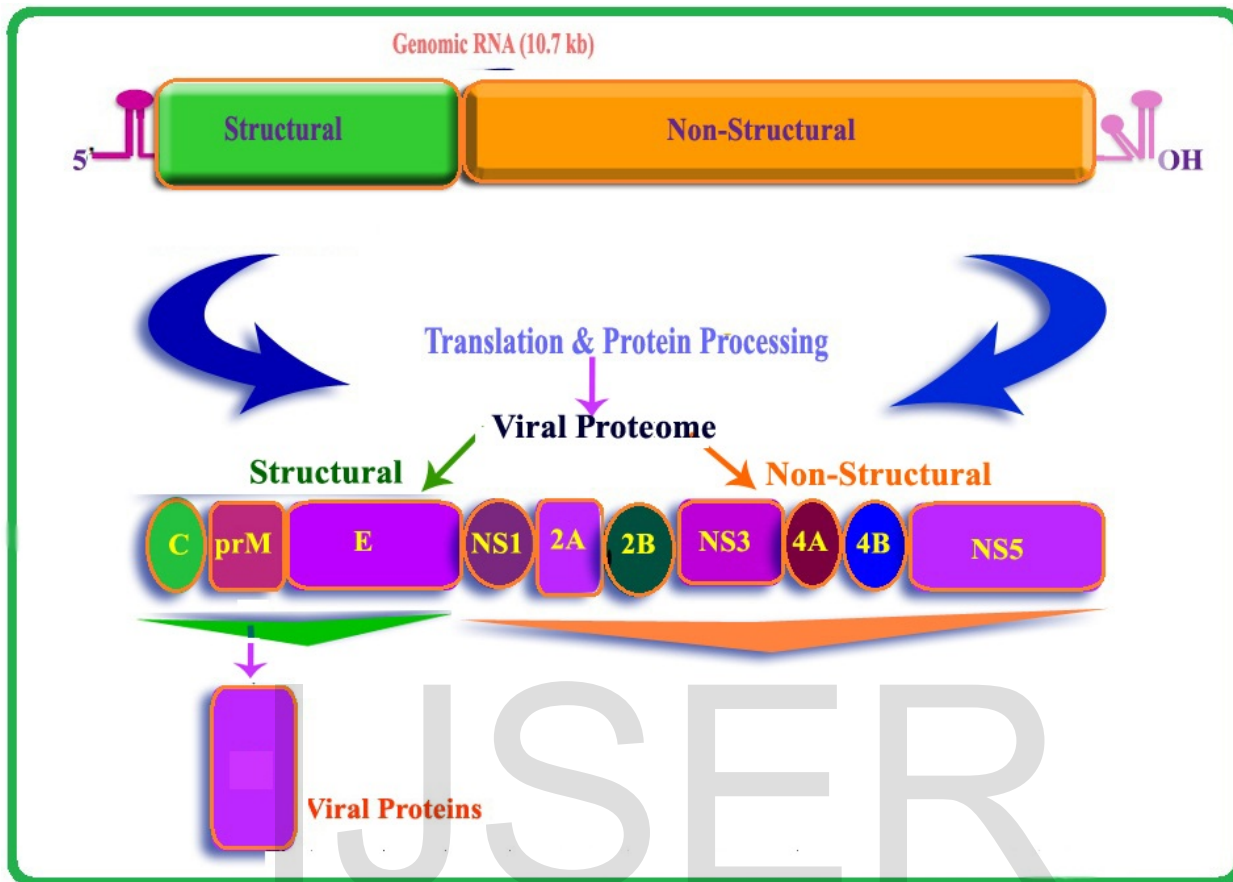 Genomic RNA (10.7 kb)
Structural
Non-Structural
5'
OH
Translation & Protein Processing
Viral Proteome
Structural
Non-Structural
C
prM
E
NS1
2A
2B
NS3
4A
4B
NS5
Viral Proteins
IJSER